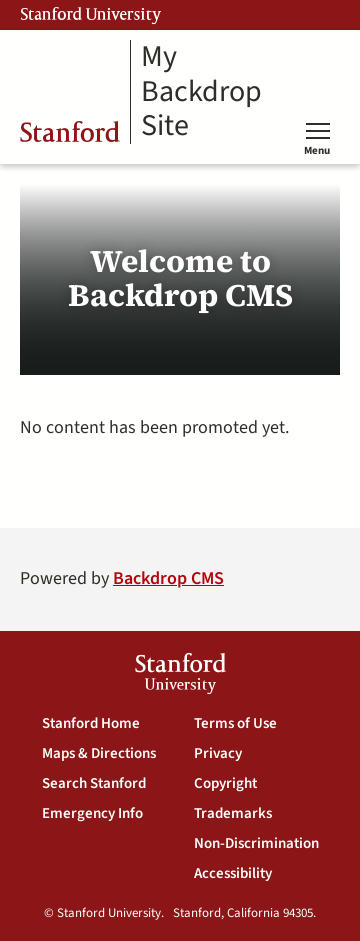 Stanford University
Stanford
My
Backdrop
Site
Menu
Welcome to
Backdrop CMS
No content has been promoted yet.
Powered by Backdrop CMS
Stanford
University
Stanford Home
Maps & Directions
Search Stanford
Emergency Info
Terms of Use
Privacy
Copyright
Trademarks
Non-Discrimination
Accessibility
© Stanford University. Stanford, California 94305.